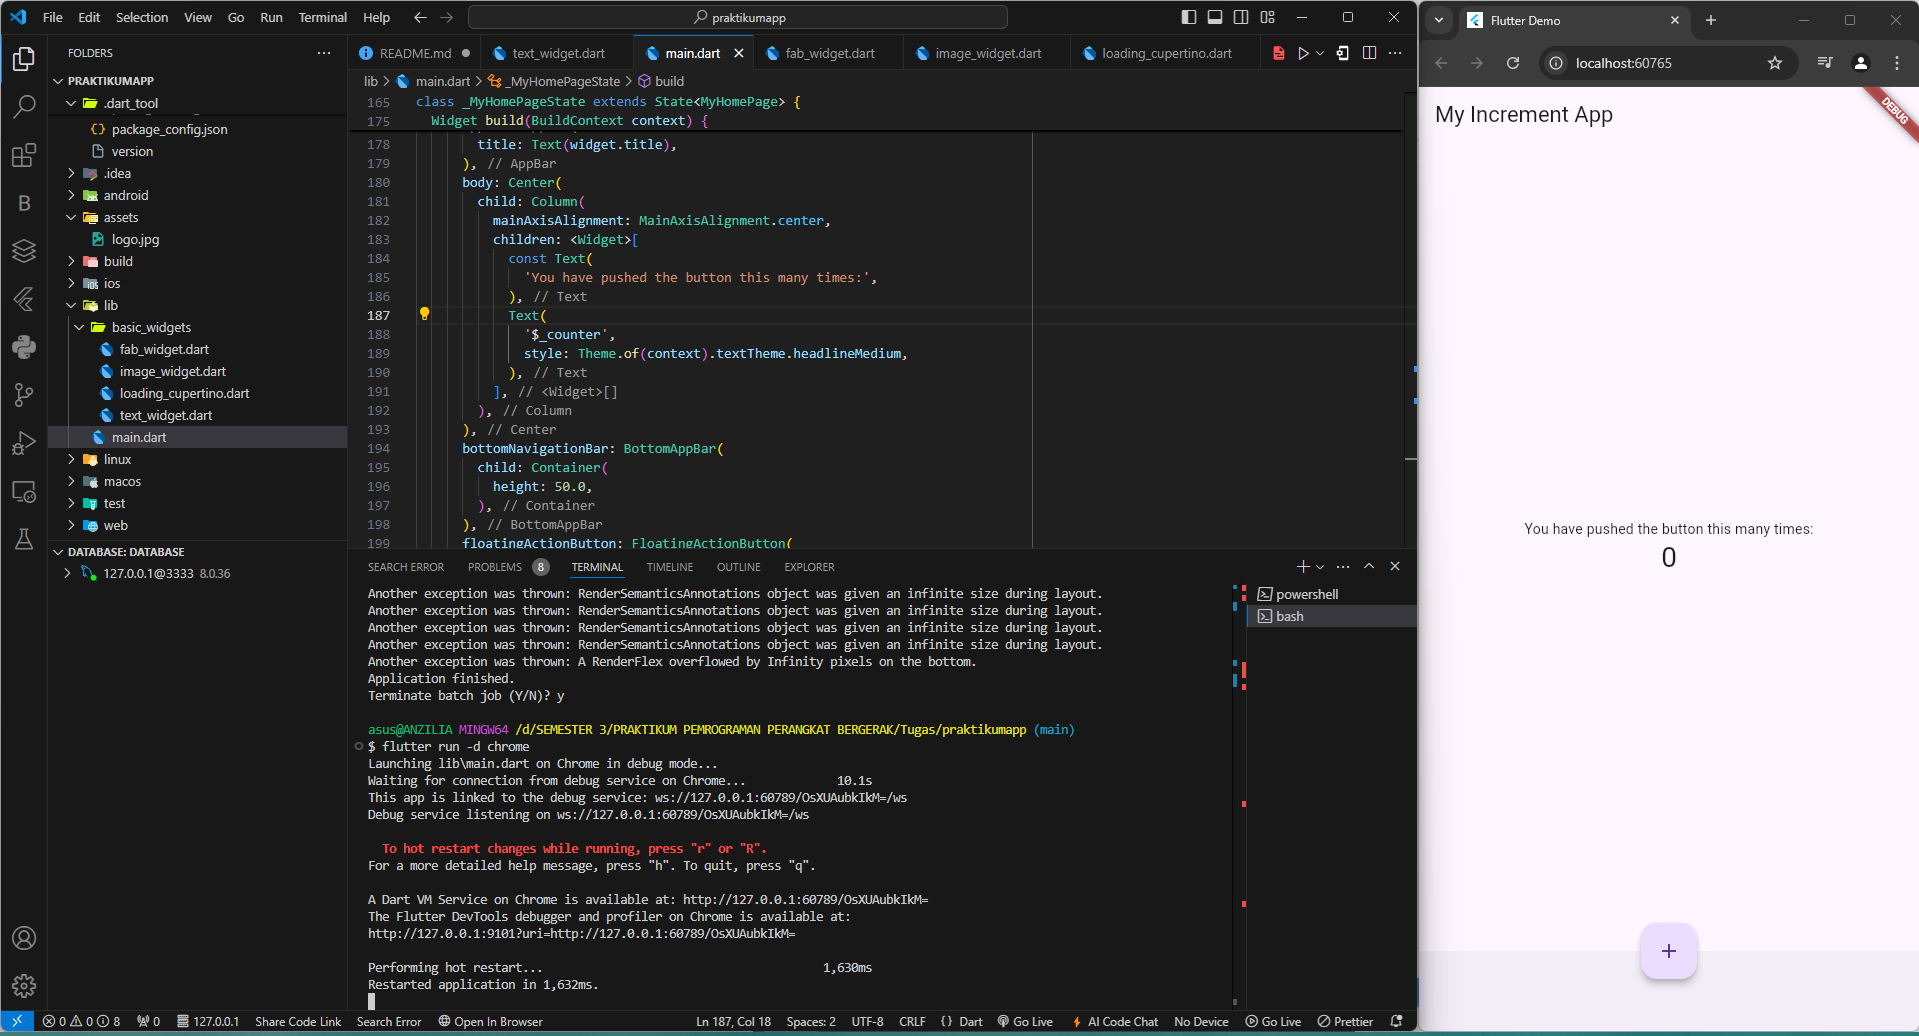 File Edit Selection View Go Run Terminal Help
praktikumapp
FOLDERS
PRAKTIKUMAPP
.dart_tool
package_config.json
version
.idea
android
assets
logo.jpg
build
ios
lib
basic_widgets
fab_widget.dart
image_widget.dart
loading_cupertino.dart
text_widget.dart
main.dart
linux
macos
test
web
DATABASE: DATABASE
127.0.0.1@3333 8.0.36
README.md text_widget.dart main.dart fab_widget.dart image_widget.dart loading_cupertino.dart
lib > main.dart > _MyHomePageState > build
165 class _MyHomePageState extends State<MyHomePage> {
175 Widget build(BuildContext context) {
178 title: Text(widget.title),
179 ), // AppBar
180 body: Center(
181 child: Column(
182 mainAxisAlignment: MainAxisAlignment.center,
183 children: <Widget>[
184 const Text(
185 'You have pushed the button this many times:',
186 ), // Text
187 Text(
188 '$_counter',
189 style: Theme.of(context).textTheme.headlineMedium,
190 ), // Text
191 ], // <Widget>[]
192 ), // Column
193 ), // Center
194 bottomNavigationBar: BottomAppBar(
195 child: Container(
196 height: 50.0,
197 ), // Container
198 ), // BottomAppBar
199 floatingActionButton: FloatingActionButton(
SEARCH ERROR PROBLEMS 8 TERMINAL TIMELINE OUTLINE EXPLORER
Another exception was thrown: RenderSemanticsAnnotations object was given an infinite size during layout.
Another exception was thrown: RenderSemanticsAnnotations object was given an infinite size during layout.
Another exception was thrown: RenderSemanticsAnnotations object was given an infinite size during layout.
Another exception was thrown: RenderSemanticsAnnotations object was given an infinite size during layout.
Another exception was thrown: A RenderFlex overflowed by Infinity pixels on the bottom.
Application finished.
Terminate batch job (Y/N)? y
asus@ANZILIA MINGW64 /d/SEMESTER 3/PRAKTIKUM PEMROGRAMAN PERANGKAT BERGERAK/Tugas/praktikumapp (main)
$ flutter run -d chrome
Launching lib\main.dart on Chrome in debug mode...
Waiting for connection from debug service on Chrome... 10.1s
This app is linked to the debug service: ws://127.0.0.1:60789/OsXUAubkIkM=/ws
Debug service listening on ws://127.0.0.1:60789/OsXUAubkIkM=/ws
To hot restart changes while running, press "r" or "R".
For a more detailed help message, press "h". To quit, press "q".
A Dart VM Service on Chrome is available at: http://127.0.0.1:60789/OsXUAubkIkM=
The Flutter DevTools debugger and profiler on Chrome is available at:
http://127.0.0.1:9101?uri=http://127.0.0.1:60789/OsXUAubkIkM=
Performing hot restart... 1,630ms
Restarted application in 1,632ms.
powershell
bash
0 0 8 0 127.0.0.1 Share Code Link Search Error Open In Browser Ln 187, Col 18 Spaces: 2 UTF-8 CRLF {} Dart Go Live AI Code Chat No Device Go Live Prettier
Flutter Demo
localhost:60765
My Increment App
DEBUG
You have pushed the button this many times:
0
+